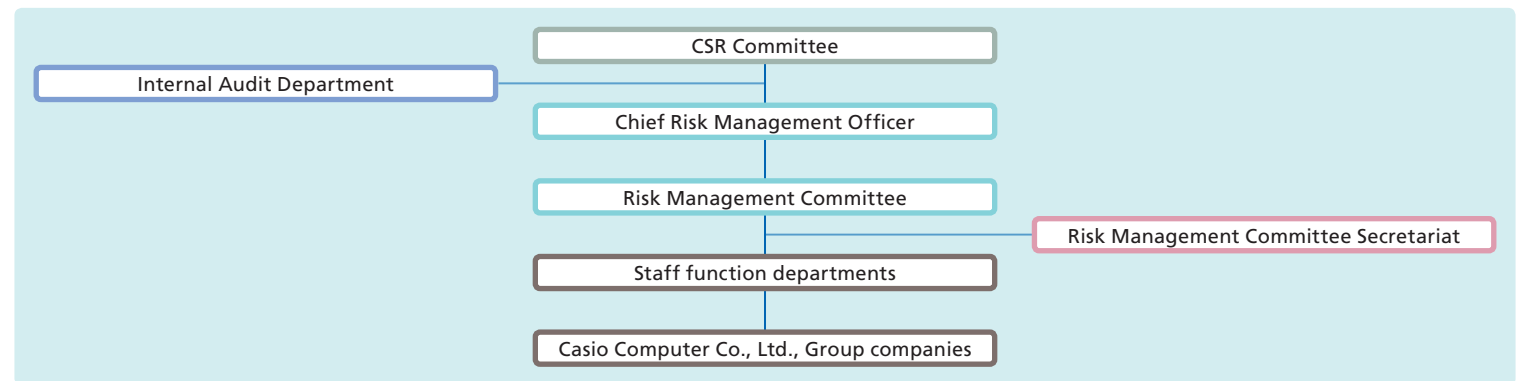 CSR Committee
Internal Audit Department
Chief Risk Management Officer
Risk Management Committee
Risk Management Committee Secretariat
Staff function departments
Casio Computer Co., Ltd., Group companies